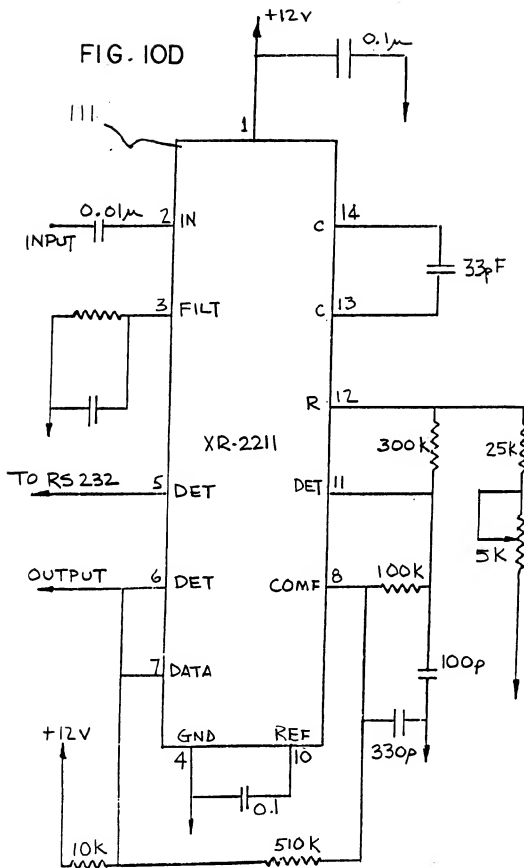 +12V
0.1μ
FIG. 10D
111
1
0.01μ
2 IN
INPUT
C 14
33pF
C 13
3 FILT
R 12
XR-2211
300K
25K
TO RS 232
5 DET
DET 11
5K
OUTPUT
6 DET
COMF 8
100K
7 DATA
100p
330p
+12V
GND REF
4 10
0.1
10K
510K